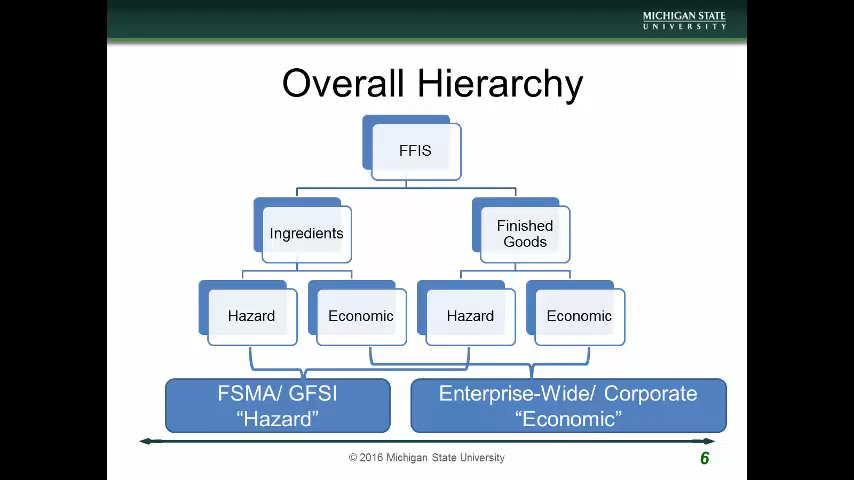 MICHIGAN STATE
UNIVERSITY
Overall Hierarchy
FFIS
Ingredients
Finished
Goods
Hazard
Economic
Hazard
Economic
FSMA/ GFSI
“Hazard”
Enterprise-Wide/ Corporate
“Economic”
© 2016 Michigan State University
6